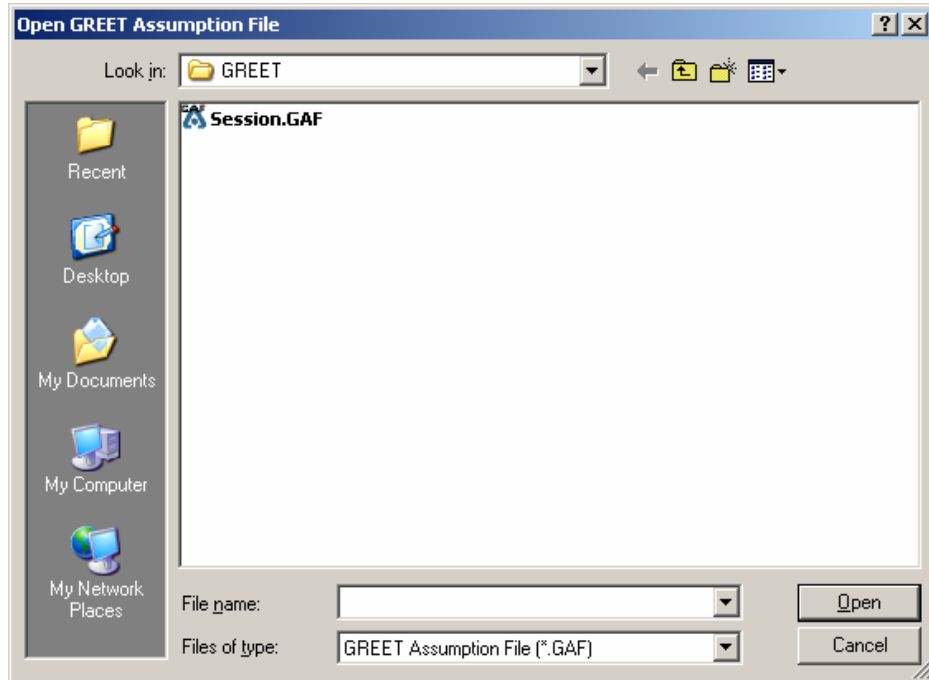 Open GREET Assumption File
Look in: GREET
GAF Session.GAF
Recent
Desktop
My Documents
My Computer
My Network
Places
File name:
Open
Files of type: GREET Assumption File (*.GAF)
Cancel